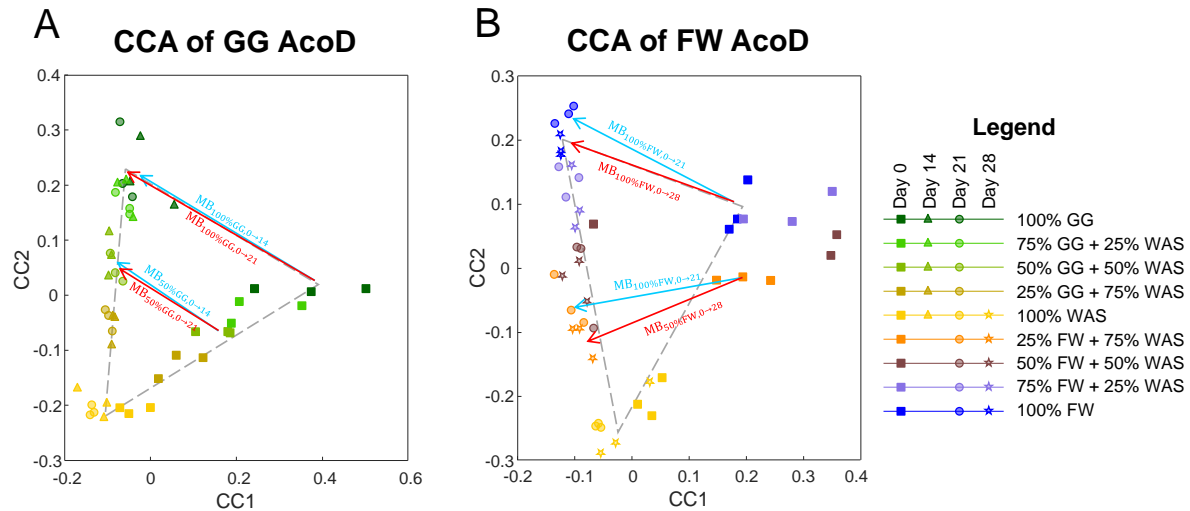 A
CCA of GG AcoD
0.4
0.3
0.2
0.1
0
-0.1
-0.2
-0.3
-0.2
0
0.2
0.4
0.6
CC2
CC1
MB100%GG,0→14
MB100%GG,0→21
MB50%GG,0→14
MB50%GG,0→21
B
CCA of FW AcoD
0.3
0.2
0.1
0
-0.1
-0.2
-0.3
-0.2
-0.1
0
0.1
0.2
0.3
0.4
CC2
CC1
MB100%FW,0→21
MB100%FW,0→28
MB100%FW,0→21
MB50%FW,0→28
Legend
Day 0
Day 14
Day 21
Day 28
100% GG
75% GG + 25% WAS
50% GG + 50% WAS
25% GG + 75% WAS
100% WAS
25% FW + 75% WAS
50% FW + 50% WAS
75% FW + 25% WAS
100% FW